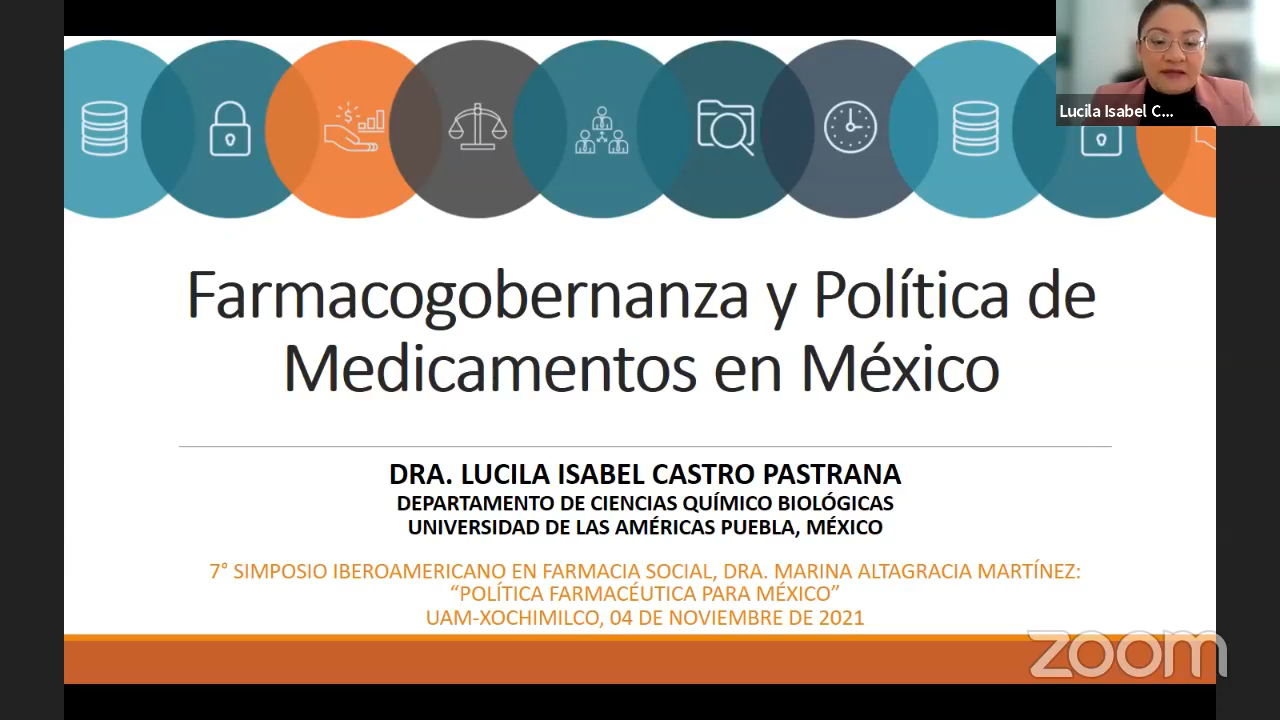 Lucila Isabel C...
Farmacogobernanza y Política de
Medicamentos en México
DRA. LUCILA ISABEL CASTRO PASTRANA
DEPARTAMENTO DE CIENCIAS QUÍMICO BIOLÓGICAS
UNIVERSIDAD DE LAS AMÉRICAS PUEBLA, MÉXICO
7° SIMPOSIO IBEROAMERICANO EN FARMACIA SOCIAL, DRA. MARINA ALTAGRACIA MARTÍNEZ:
“POLÍTICA FARMACÉUTICA PARA MÉXICO”
UAM-XOCHIMILCO, 04 DE NOVIEMBRE DE 2021
zoom